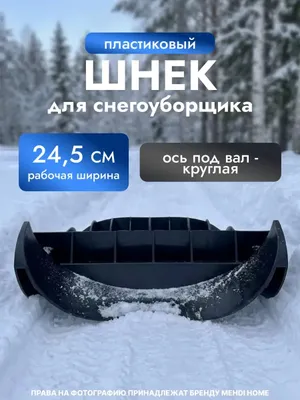 пластиковый
ШНЕК
для снегоуборщика
24,5 см
рабочая ширина
ось под вал -
круглая
ПРАВА НА ФОТОГРАФИЮ ПРИНАДЛЕЖАТ БРЕНДУ MEHDI HOME